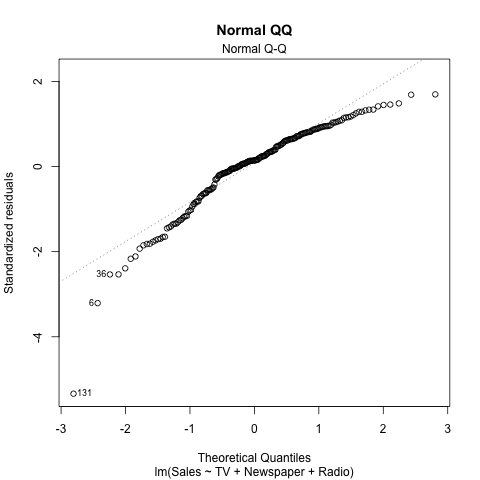 Normal QQ
Normal Q-Q
2
0
-2
-4
Standardized residuals
36
6
131
-3 -2 -1 0 1 2 3
Theoretical Quantiles
lm(Sales ~ TV + Newspaper + Radio)